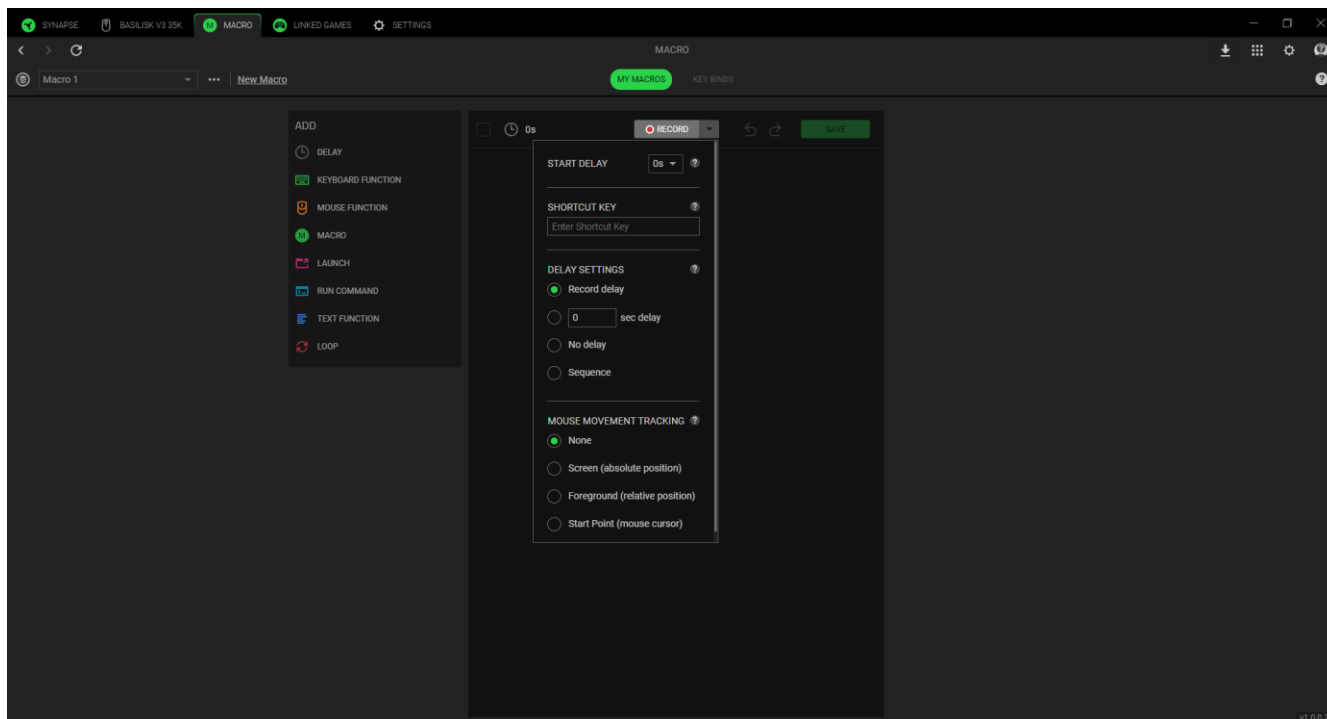 SYNAPSE BASILISK V3 35K MACRO LINKED GAMES SETTINGS
MACRO
Macro 1 New Macro MY MACROS KEY BINDS
ADD
DELAY
KEYBOARD FUNCTION
MOUSE FUNCTION
MACRO
LAUNCH
RUN COMMAND
TEXT FUNCTION
LOOP
0s RECORD SAVE
START DELAY 0s
SHORTCUT KEY
Enter Shortcut Key
DELAY SETTINGS
Record delay
0 sec delay
No delay
Sequence
MOUSE MOVEMENT TRACKING
None
Screen (absolute position)
Foreground (relative position)
Start Point (mouse cursor)